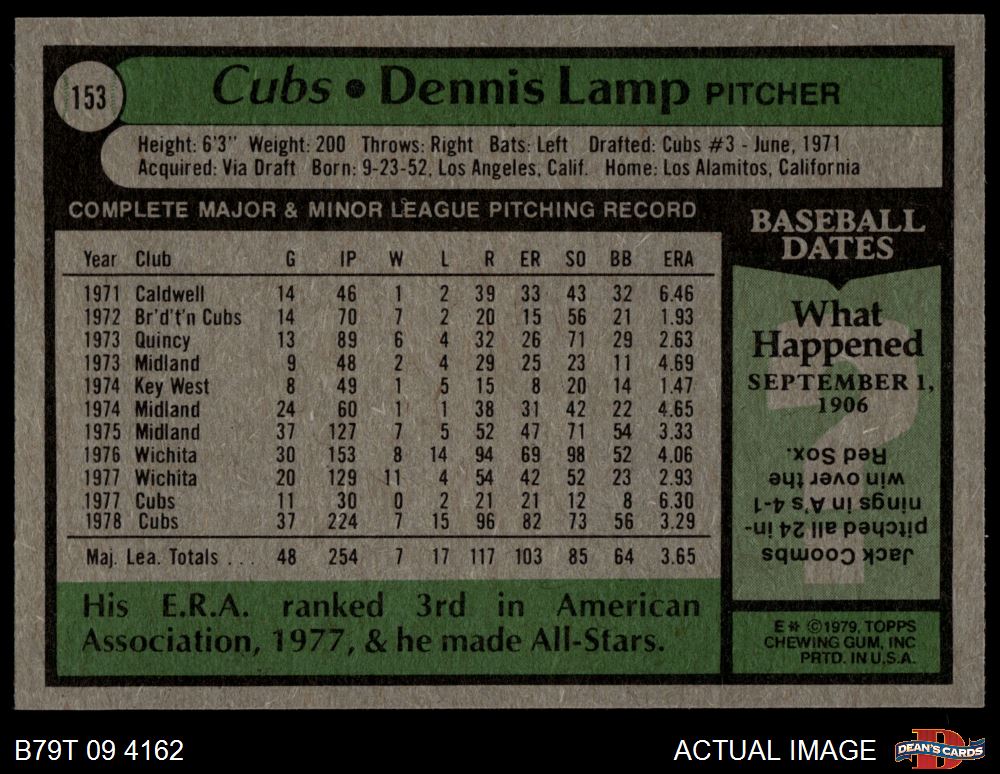 153
Cubs • Dennis Lamp PITCHER
Height: 6'3" Weight: 200 Throws: Right Bats: Left Drafted: Cubs #3 - June, 1971
Acquired: Via Draft Born: 9-23-52, Los Angeles, Calif. Home: Los Alamitos, California
COMPLETE MAJOR & MINOR LEAGUE PITCHING RECORD
Year Club G IP W L R ER SO BB ERA
1971 Caldwell 14 46 1 2 39 33 43 32 6.46
1972 Br'd't'n Cubs 14 70 7 2 20 15 56 21 1.93
1973 Quincy 13 89 6 4 32 26 71 29 2.63
1973 Midland 9 48 2 4 29 25 23 11 4.69
1974 Key West 8 49 1 5 15 8 20 14 1.47
1974 Midland 24 60 1 1 38 31 42 22 4.65
1975 Midland 37 127 7 5 52 47 71 54 3.33
1976 Wichita 30 153 8 14 94 69 98 52 4.06
1977 Wichita 20 129 11 4 54 42 52 23 2.93
1977 Cubs 11 30 0 2 21 21 12 8 6.30
1978 Cubs 37 224 7 15 96 82 73 56 3.29
Maj. Lea. Totals . . . 48 254 7 17 117 103 85 64 3.65
His E.R.A. ranked 3rd in American
Association, 1977, & he made All-Stars.
BASEBALL
DATES
What
Happened
SEPTEMBER 1,
1906
?
Jack Coombs
pitched all 24 in-
nings in A's 4-1
win over the
Red Sox.
E✻ ©1979, TOPPS
CHEWING GUM, INC
PRTD. IN U.S.A.
B79T 09 4162
ACTUAL IMAGE
D
DEAN'S CARDS